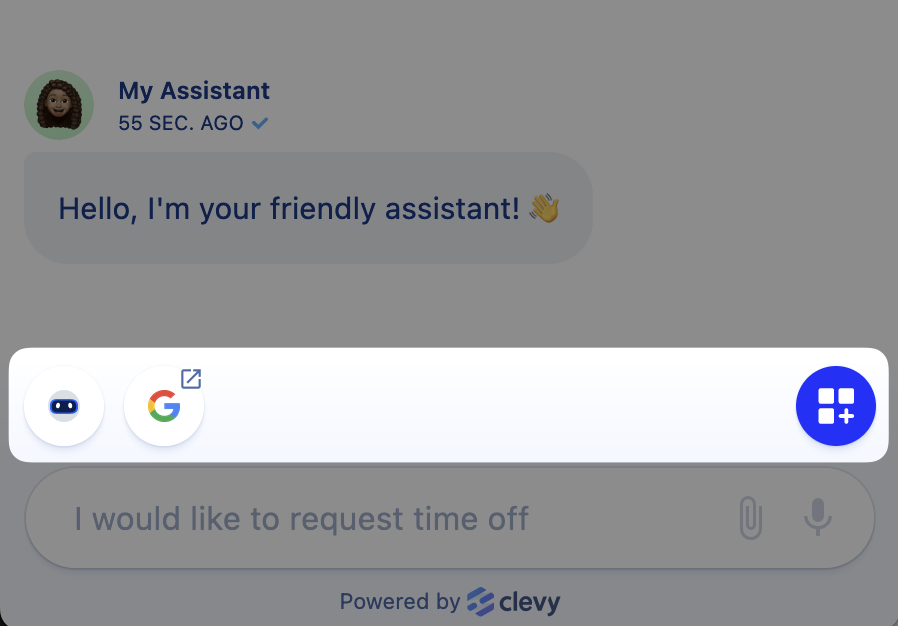 My Assistant
55 SEC. AGO
Hello, I'm your friendly assistant! 👋
I would like to request time off
Powered by clevy